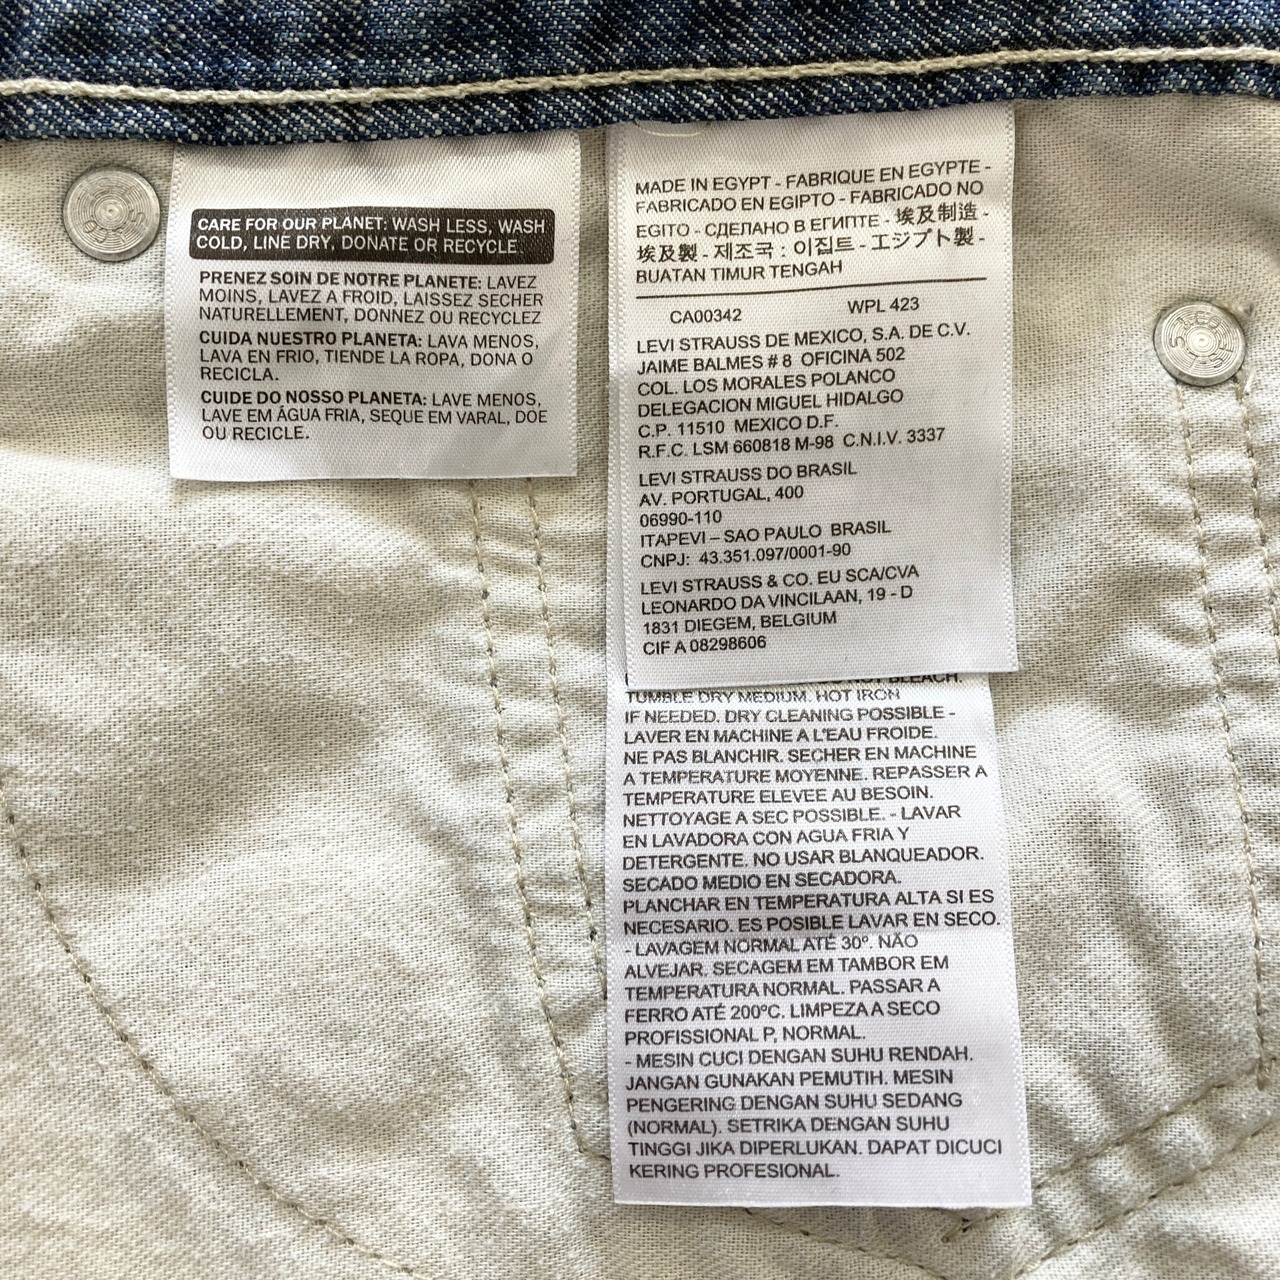 CARE FOR OUR PLANET: WASH LESS, WASH
COLD, LINE DRY, DONATE OR RECYCLE.
PRENEZ SOIN DE NOTRE PLANETE: LAVEZ
MOINS, LAVEZ A FROID, LAISSEZ SECHER
NATURELLEMENT, DONNEZ OU RECYCLEZ
CUIDA NUESTRO PLANETA: LAVA MENOS,
LAVA EN FRIO, TIENDE LA ROPA, DONA O
RECICLA.
CUIDE DO NOSSO PLANETA: LAVE MENOS,
LAVE EM ÁGUA FRIA, SEQUE EM VARAL, DOE
OU RECICLE.
MADE IN EGYPT - FABRIQUE EN EGYPTE -
FABRICADO EN EGIPTO - FABRICADO NO
EGITO - СДЕЛАНО В ЕГИПТЕ - 埃及制造 -
埃及製 - 제조국 : 이집트 - エジプト製 -
BUATAN TIMUR TENGAH
CA00342 WPL 423
LEVI STRAUSS DE MEXICO, S.A. DE C.V.
JAIME BALMES # 8 OFICINA 502
COL. LOS MORALES POLANCO
DELEGACION MIGUEL HIDALGO
C.P. 11510 MEXICO D.F.
R.F.C. LSM 660818 M-98 C.N.I.V. 3337
LEVI STRAUSS DO BRASIL
AV. PORTUGAL, 400
06990-110
ITAPEVI – SAO PAULO BRASIL
CNPJ: 43.351.097/0001-90
LEVI STRAUSS & CO. EU SCA/CVA
LEONARDO DA VINCILAAN, 19 - D
1831 DIEGEM, BELGIUM
CIF A 08298606
NOT BLEACH.
TUMBLE DRY MEDIUM. HOT IRON
IF NEEDED. DRY CLEANING POSSIBLE -
LAVER EN MACHINE A L'EAU FROIDE.
NE PAS BLANCHIR. SECHER EN MACHINE
A TEMPERATURE MOYENNE. REPASSER A
TEMPERATURE ELEVEE AU BESOIN.
NETTOYAGE A SEC POSSIBLE. - LAVAR
EN LAVADORA CON AGUA FRIA Y
DETERGENTE. NO USAR BLANQUEADOR.
SECADO MEDIO EN SECADORA.
PLANCHAR EN TEMPERATURA ALTA SI ES
NECESARIO. ES POSIBLE LAVAR EN SECO.
- LAVAGEM NORMAL ATÉ 30º. NÃO
ALVEJAR. SECAGEM EM TAMBOR EM
TEMPERATURA NORMAL. PASSAR A
FERRO ATÉ 200ºC. LIMPEZA A SECO
PROFISSIONAL P, NORMAL.
- MESIN CUCI DENGAN SUHU RENDAH.
JANGAN GUNAKAN PEMUTIH. MESIN
PENGERING DENGAN SUHU SEDANG
(NORMAL). SETRIKA DENGAN SUHU
TINGGI JIKA DIPERLUKAN. DAPAT DICUCI
KERING PROFESIONAL.